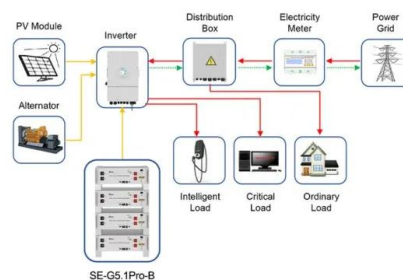 PV Module
Inverter
Distribution
Box
Electricity
Meter
Power
Grid
Alternator
Intelligent
Load
Critical
Load
Ordinary
Load
SE-G5.1Pro-B